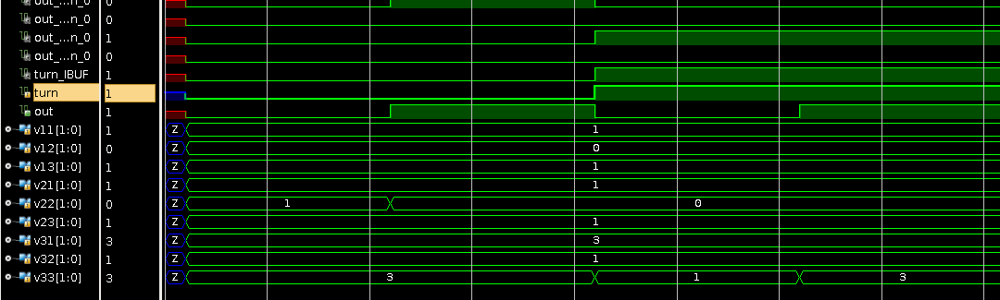 out_...n_0 0
out_...n_0 0
out_...n_0 1
out_...n_0 0
turn_IBUF 1
turn 1
out 1
v11[1:0] 1 Z 1
v12[1:0] 0 Z 0
v13[1:0] 1 Z 1
v21[1:0] 1 Z 1
v22[1:0] 0 Z 1 0
v23[1:0] 1 Z 1
v31[1:0] 3 Z 3
v32[1:0] 1 Z 1
v33[1:0] 3 Z 3 1 3